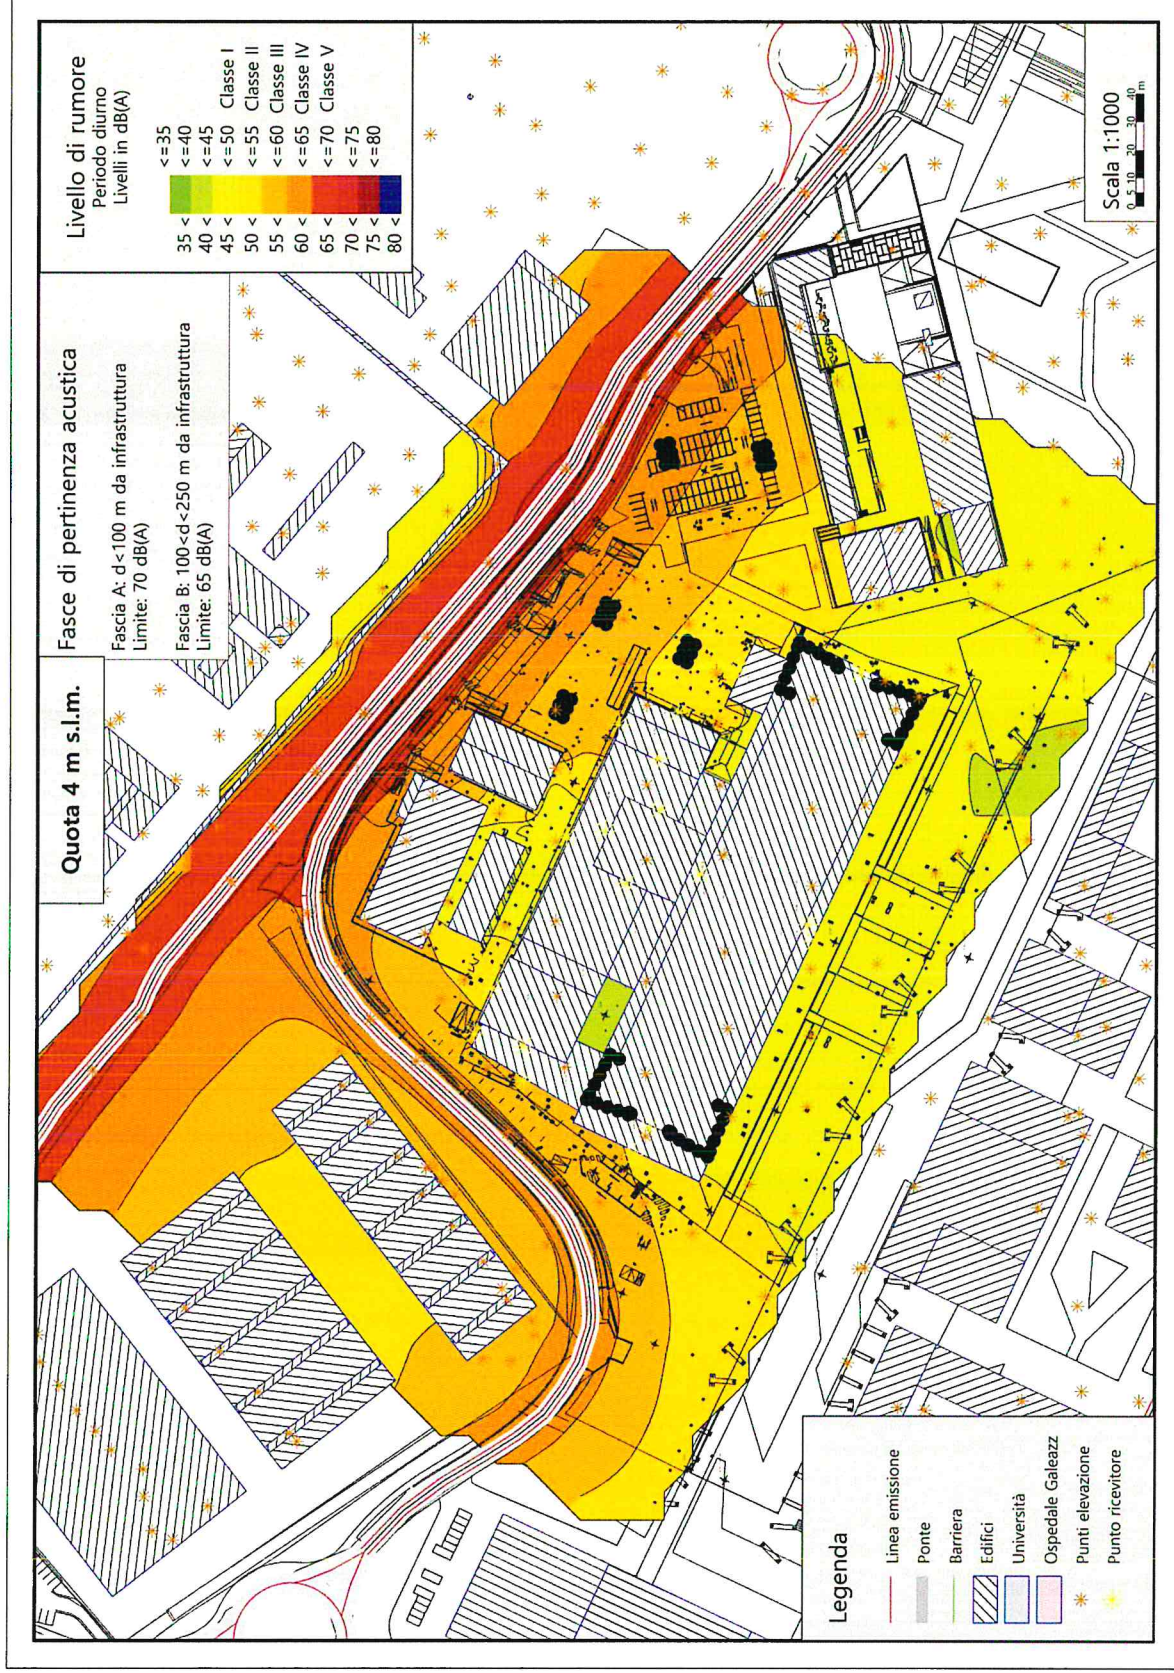 Quota 4 m s.l.m.
Fasce di pertinenza acustica
Fascia A: d<100 m da infrastruttura
Limite: 70 dB(A)
Fascia B: 100<d<250 m da infrastruttura
Limite: 65 dB(A)
Livello di rumore
Periodo diurno
Livelli in dB(A)
<=35
35 < <=40
40 < <=45
45 < <=50 Classe I
50 < <=55 Classe II
55 < <=60 Classe III
60 < <=65 Classe IV
65 < <=70 Classe V
70 < <=75
75 < <=80
80 <
e
Legenda
Linea emissione
Ponte
Barriera
Edifici
Università
Ospedale Galeazz
Punti elevazione
Punto ricevitore
Scala 1:1000
0 5 10 20 30 40
m